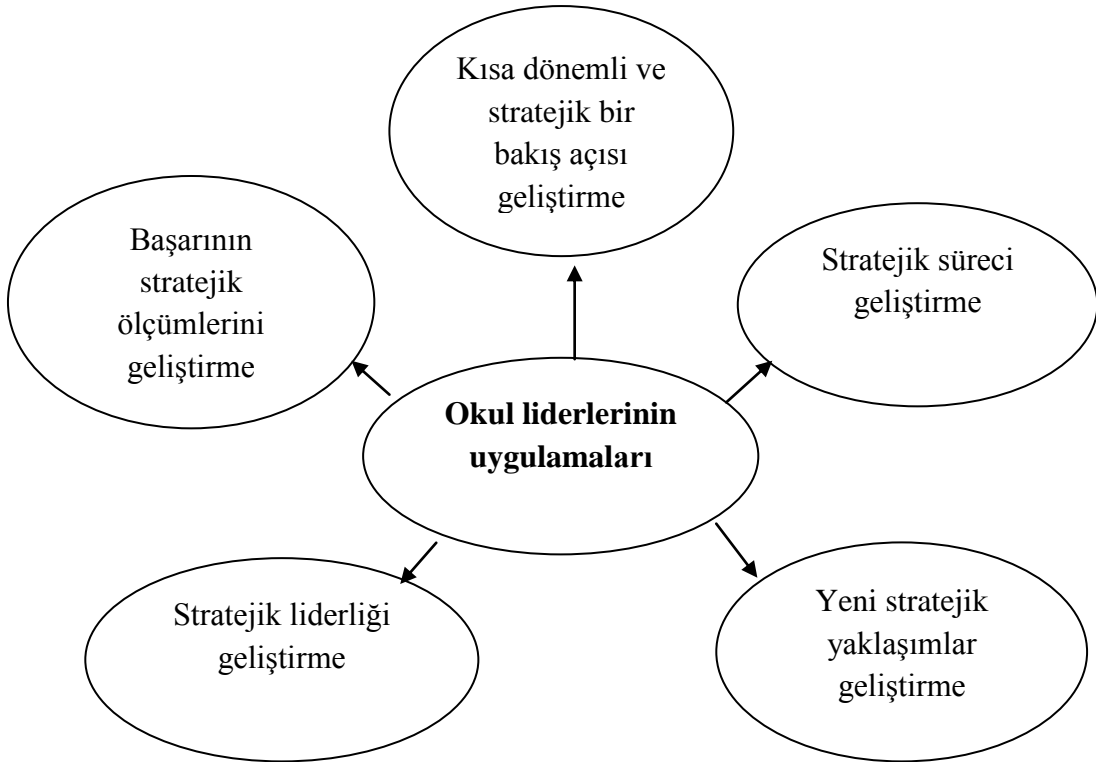 Kısa dönemli ve
stratejik bir
bakış açısı
geliştirme
Başarının
stratejik
ölçümlerini
geliştirme
Stratejik süreci
geliştirme
Okul liderlerinin
uygulamaları
Stratejik liderliği
geliştirme
Yeni stratejik
yaklaşımlar
geliştirme